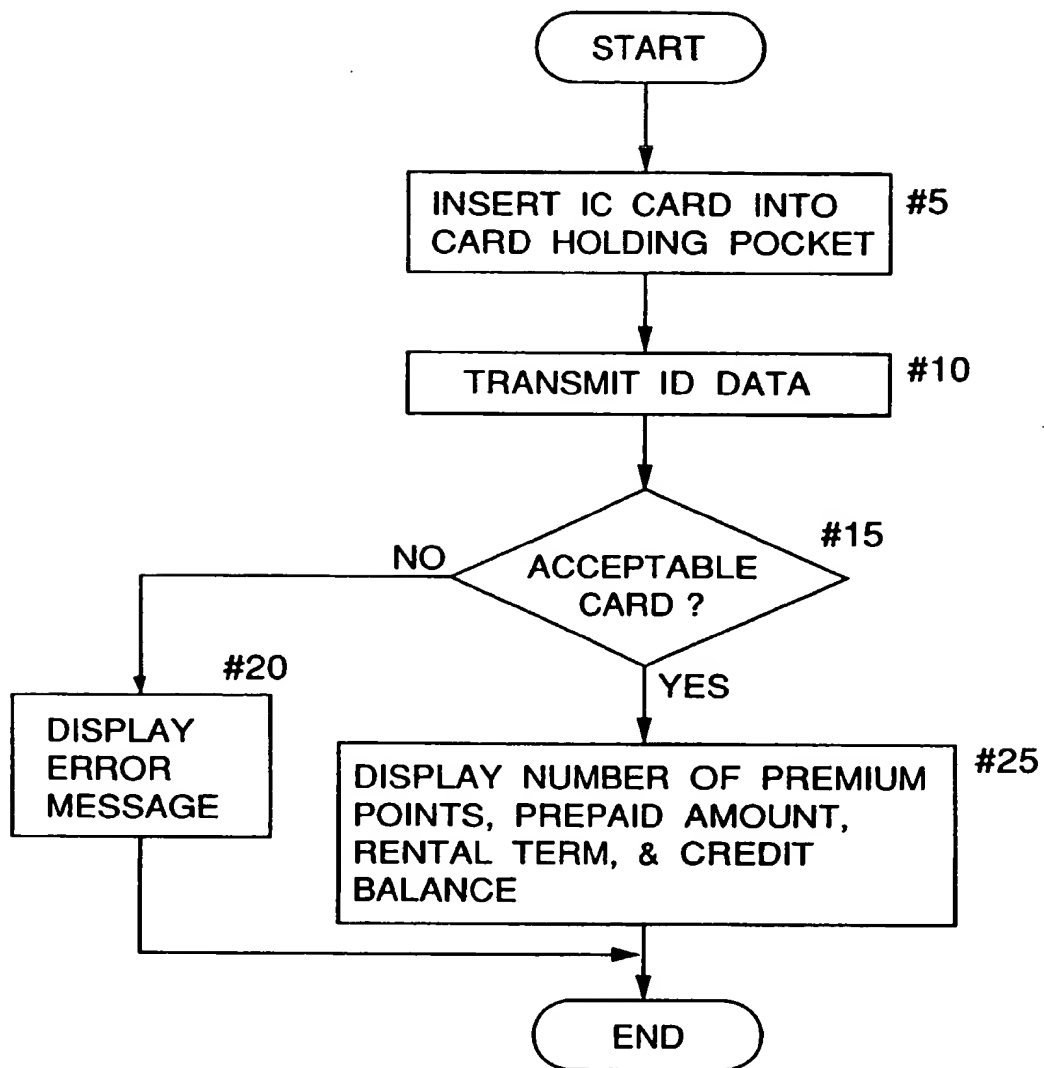 START
INSERT IC CARD INTO
CARD HOLDING POCKET
#5
TRANSMIT ID DATA
#10
#15
NO
ACCEPTABLE
CARD ?
YES
#20
DISPLAY
ERROR
MESSAGE
#25
DISPLAY NUMBER OF PREMIUM
POINTS, PREPAID AMOUNT,
RENTAL TERM, & CREDIT
BALANCE
END